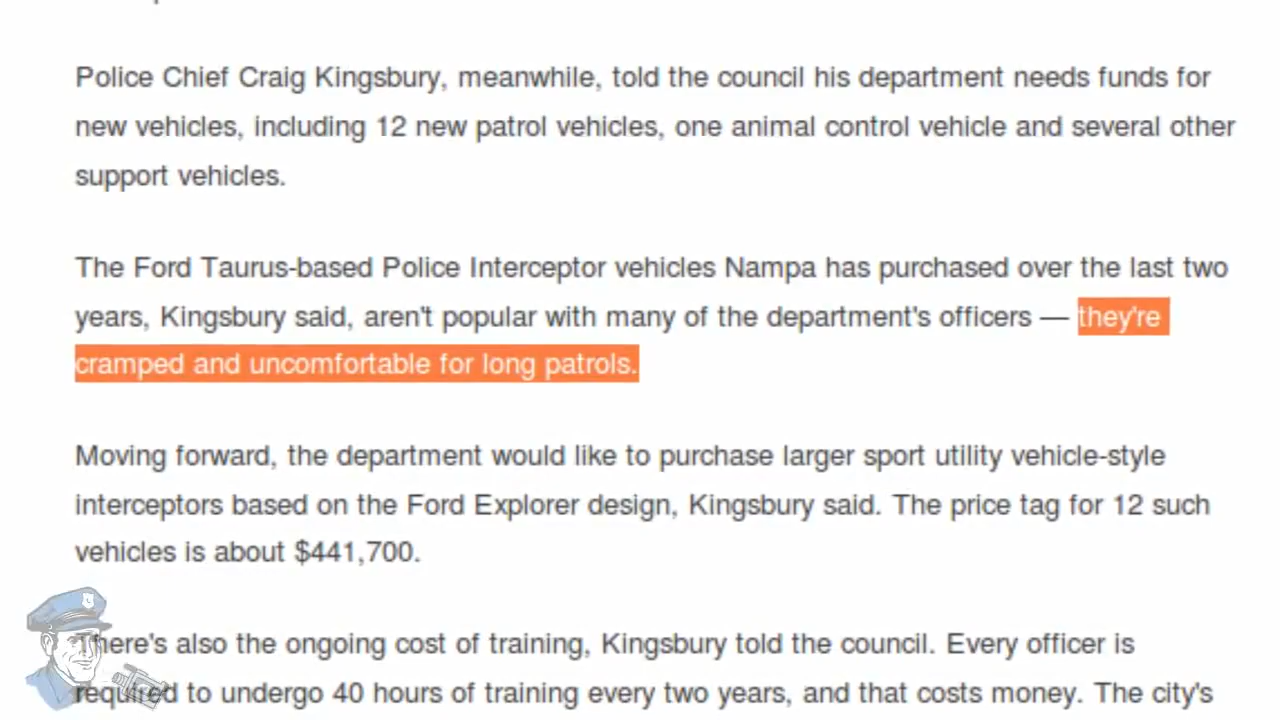 Police Chief Craig Kingsbury, meanwhile, told the council his department needs funds for
new vehicles, including 12 new patrol vehicles, one animal control vehicle and several other
support vehicles.
The Ford Taurus-based Police Interceptor vehicles Nampa has purchased over the last two
years, Kingsbury said, aren't popular with many of the department's officers — they're
cramped and uncomfortable for long patrols.
Moving forward, the department would like to purchase larger sport utility vehicle-style
interceptors based on the Ford Explorer design, Kingsbury said. The price tag for 12 such
vehicles is about $441,700.
There's also the ongoing cost of training, Kingsbury told the council. Every officer is
required to undergo 40 hours of training every two years, and that costs money. The city's